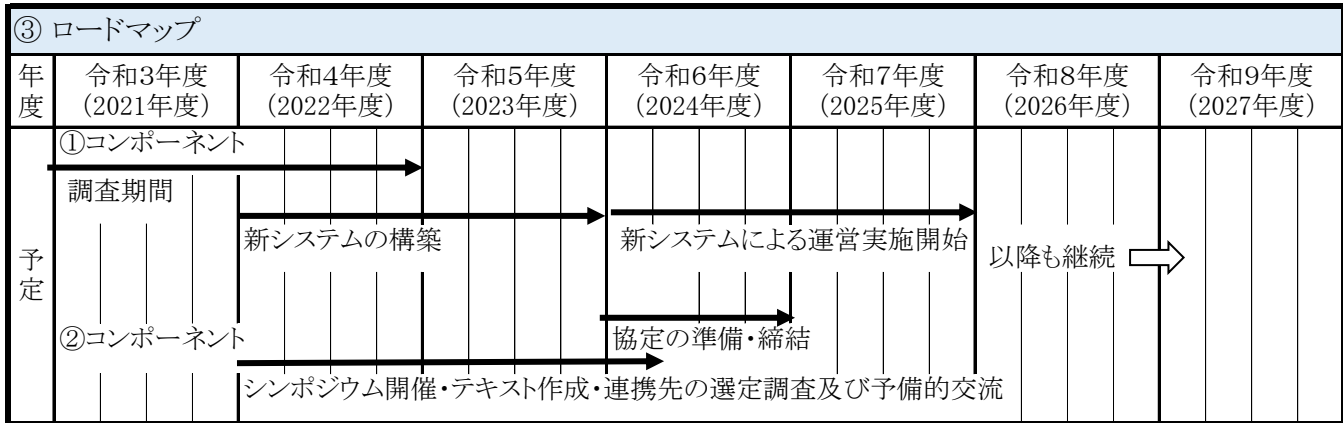 ③ ロードマップ
年度
令和3年度
(2021年度)
令和4年度
(2022年度)
令和5年度
(2023年度)
令和6年度
(2024年度)
令和7年度
(2025年度)
令和8年度
(2026年度)
令和9年度
(2027年度)
予定
①コンポーネント
調査期間
新システムの構築
新システムによる運営実施開始
以降も継続
②コンポーネント
協定の準備・締結
シンポジウム開催・テキスト作成・連携先の選定調査及び予備的交流